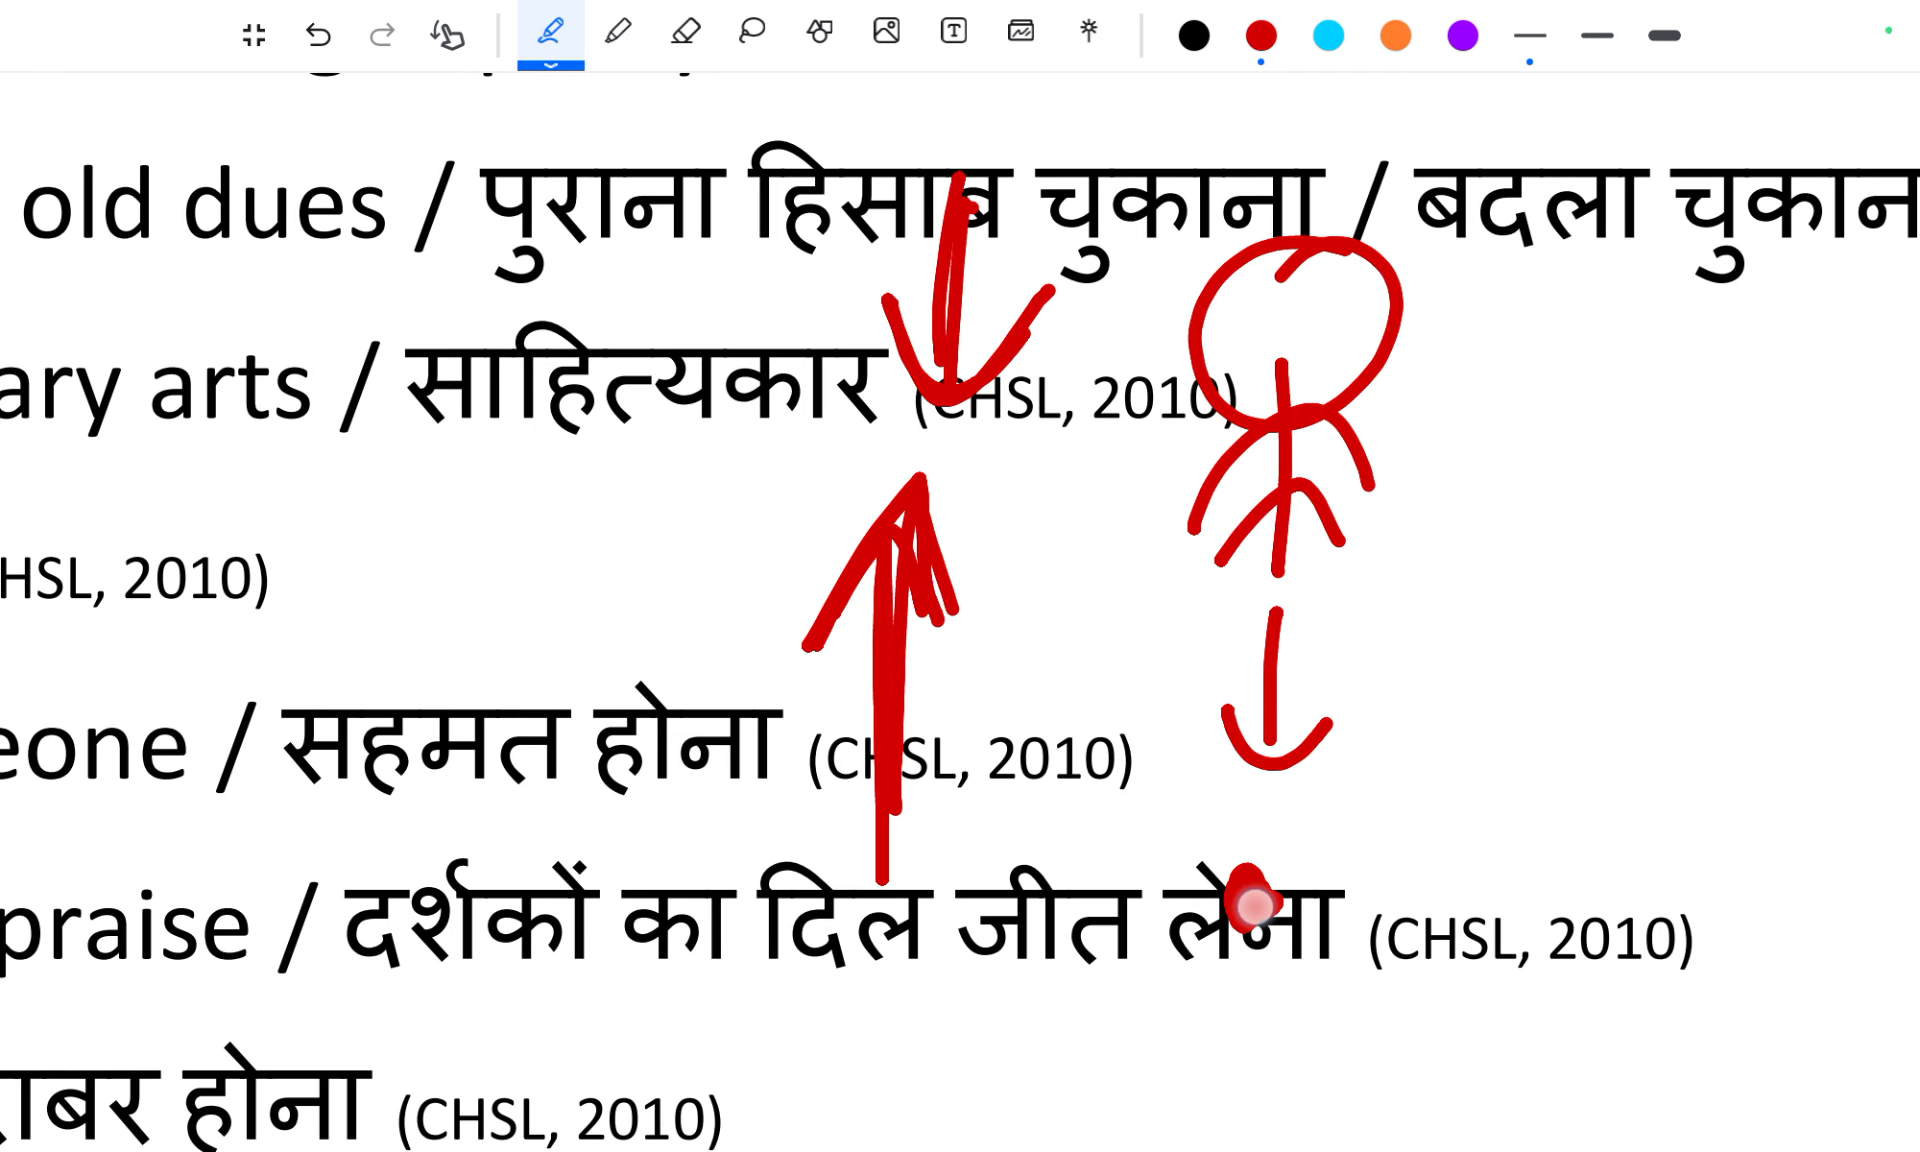 old dues / पुराना हिसाब चुकाना / बदला चुकान
ary arts / साहित्यकार (CHSL, 2010)
HSL, 2010)
eone / सहमत होना (CHSL, 2010)
praise / दर्शकों का दिल जीत लेना (CHSL, 2010)
राबर होना (CHSL, 2010)